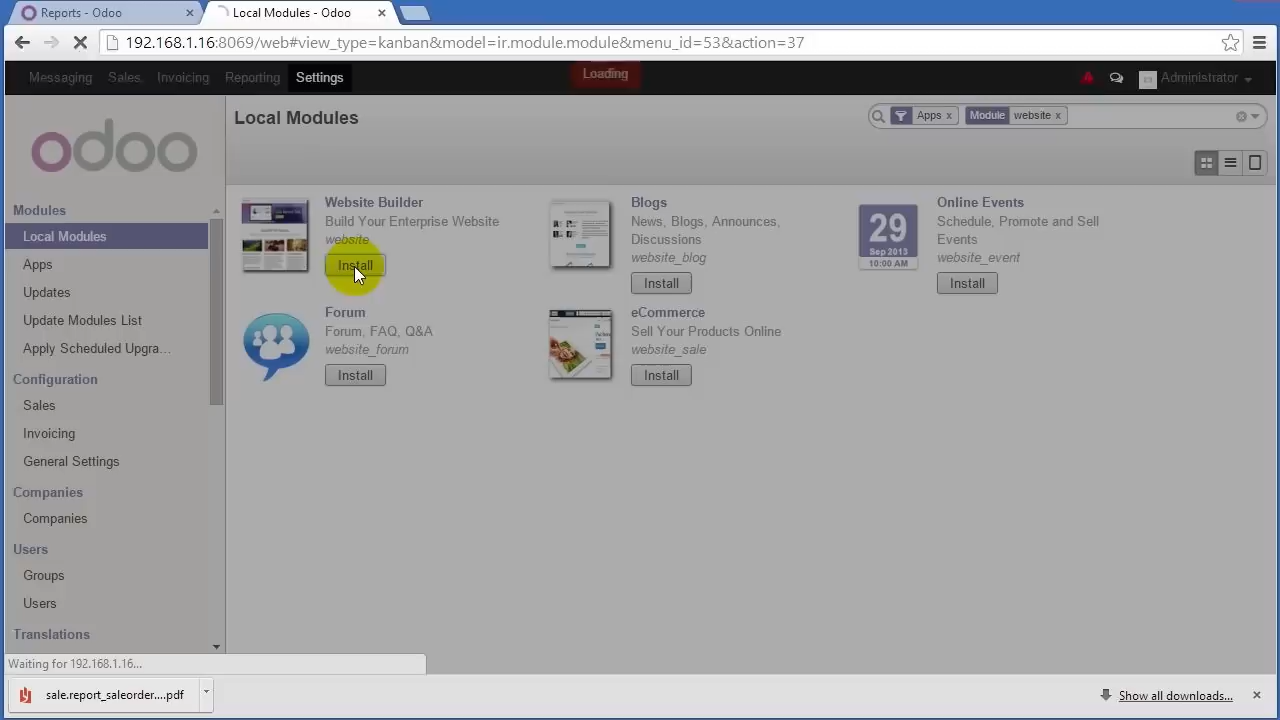 Reports - Odoo
Local Modules - Odoo
192.168.1.16:8069/web#view_type=kanban&model=ir.module.module&menu_id=53&action=37
Messaging Sales Invoicing Reporting Settings Loading Administrator
odoo
Local Modules
Apps x Module website x
Modules
Local Modules
Apps
Updates
Update Modules List
Apply Scheduled Upgra...
Configuration
Sales
Invoicing
General Settings
Companies
Companies
Users
Groups
Users
Translations
Website Builder
Build Your Enterprise Website
website
Install
Blogs
News, Blogs, Announces,
Discussions
website_blog
Install
29
Sep 2013
10:00 AM
Online Events
Schedule, Promote and Sell
Events
website_event
Install
Forum
Forum, FAQ, Q&A
website_forum
Install
eCommerce
Sell Your Products Online
website_sale
Install
Waiting for 192.168.1.16...
sale.report_saleorder....pdf
Show all downloads...